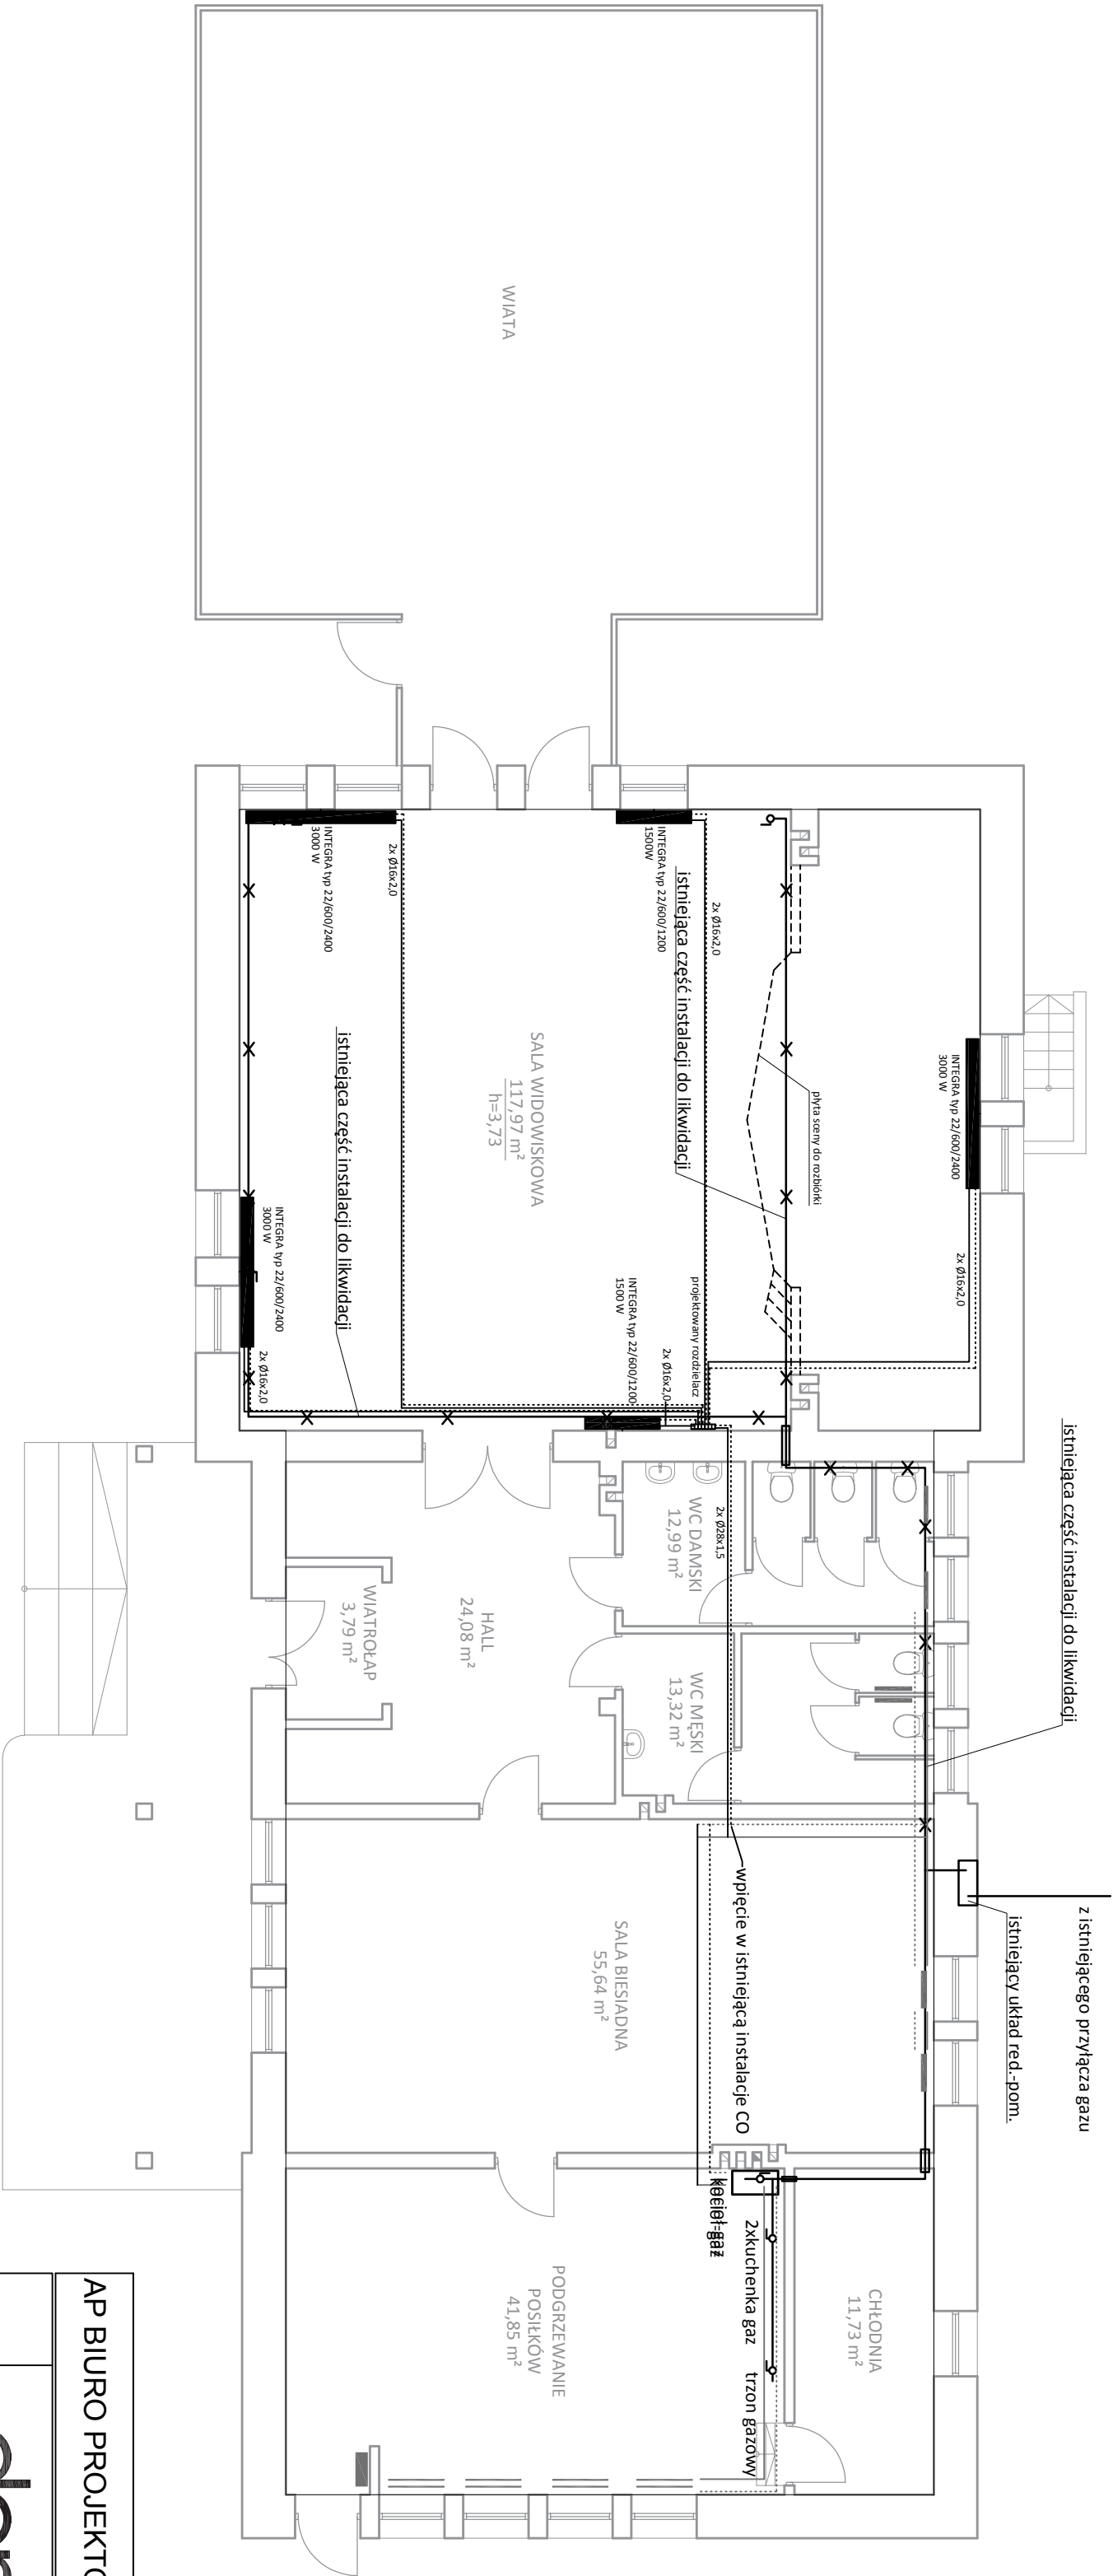 WIATA
INTEGRA typ 22/600/2400
3000 W
2x Ø16x2,0
INTEGRA typ 22/600/1200
1500W
2x Ø16x2,0
istniejąca część instalacji do likwidacji
płyta sceny do rozbiórki
INTEGRA typ 22/600/2400
3000 W
2x Ø16x2,0
SALA WIDOWISKOWA
117,97 m²
h=3,73
istniejąca część instalacji do likwidacji
INTEGRA typ 22/600/2400
3000 W
2x Ø16x2,0
projektowany rozdzielacz
INTEGRA typ 22/600/1200
1500 W
2x Ø16x2,0
istniejąca część instalacji do likwidacji
2x Ø28x1,5
WC DAMSKI
12,99 m²
WC MĘSKI
13,32 m²
HALL
24,08 m²
WIATROŁAP
3,79 m²
z istniejącego przyłącza gazu
istniejący układ red.-pom.
wpięcie w istniejącą instalacje CO
SALA BIESIADNA
55,64 m²
kocioł-gaz
2xkuchenka gaz
trzon gazowy
CHŁODNIA
11,73 m²
PODGRZEWANIE
POSIŁKÓW
41,85 m²
AP BIURO PROJEKTO